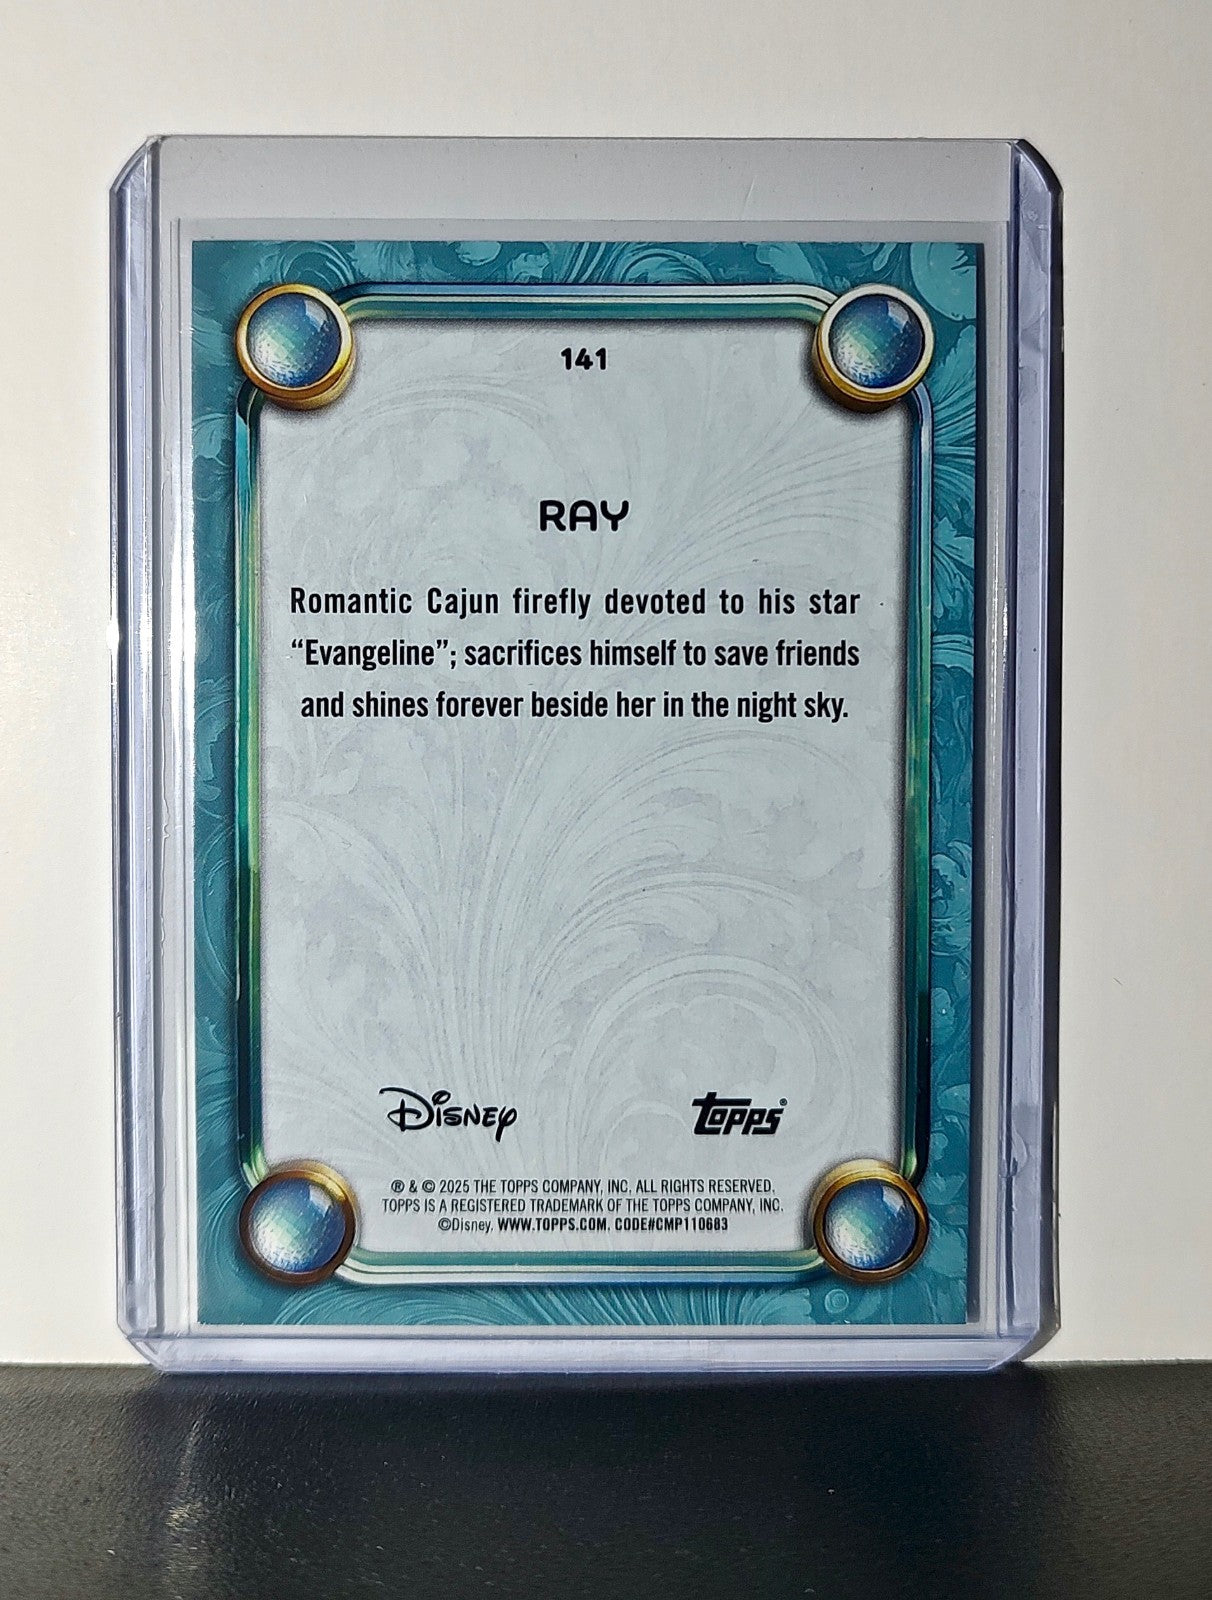 141
RAY
Romantic Cajun firefly devoted to his star
“Evangeline”; sacrifices himself to save friends
and shines forever beside her in the night sky.
Disney Topps®
® & © 2025 THE TOPPS COMPANY, INC. ALL RIGHTS RESERVED.
TOPPS IS A REGISTERED TRADEMARK OF THE TOPPS COMPANY, INC.
©Disney. WWW.TOPPS.COM. CODE#CMP110683